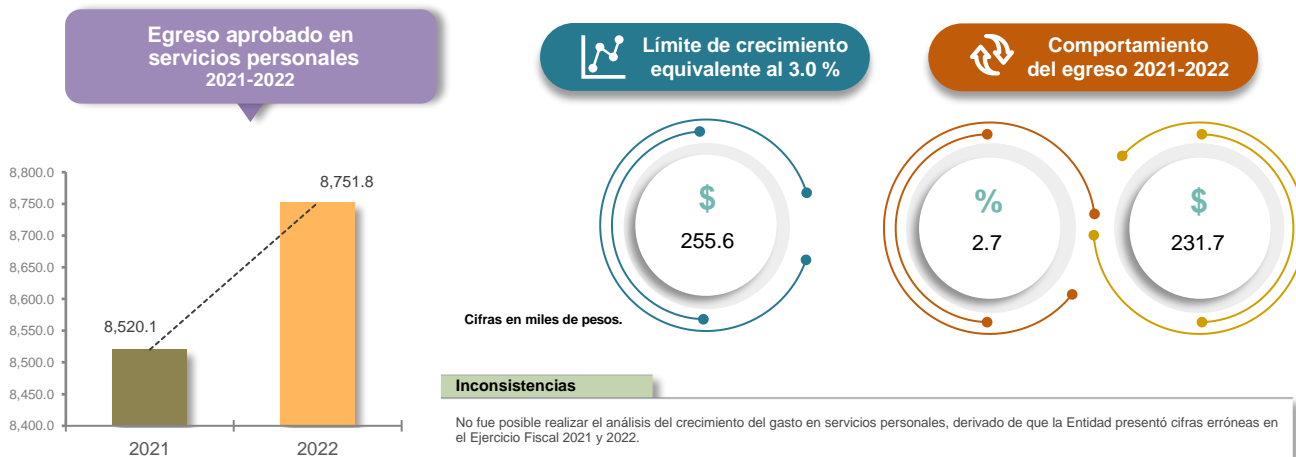 Egreso aprobado en
servicios personales
2021-2022
Límite de crecimiento
equivalente al 3.0 %
Comportamiento
del egreso 2021-2022
8,800.0
8,750.0
8,700.0
8,650.0
8,600.0
8,550.0
8,500.0
8,450.0
8,400.0
8,520.1
8,751.8
2021
2022
$
255.6
%
2.7
$
231.7
Cifras en miles de pesos.
Inconsistencias
No fue posible realizar el análisis del crecimiento del gasto en servicios personales, derivado de que la Entidad presentó cifras erróneas en
el Ejercicio Fiscal 2021 y 2022.